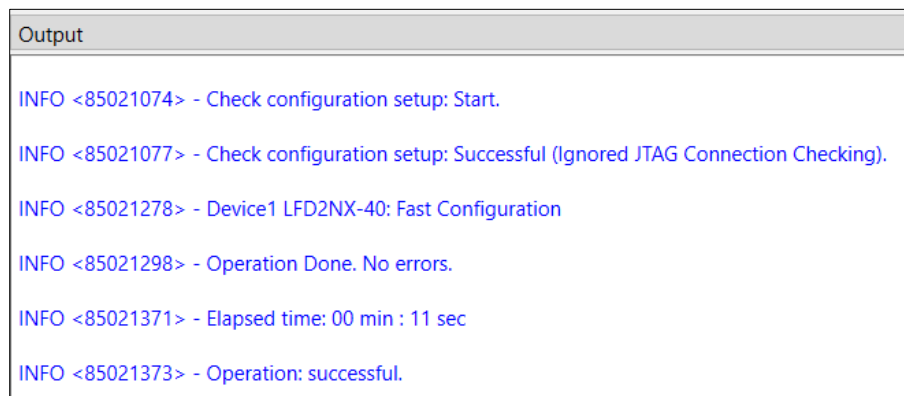 Output
INFO <85021074> - Check configuration setup: Start.
INFO <85021077> - Check configuration setup: Successful (Ignored JTAG Connection Checking).
INFO <85021278> - Device1 LFD2NX-40: Fast Configuration
INFO <85021298> - Operation Done. No errors.
INFO <85021371> - Elapsed time: 00 min : 11 sec
INFO <85021373> - Operation: successful.